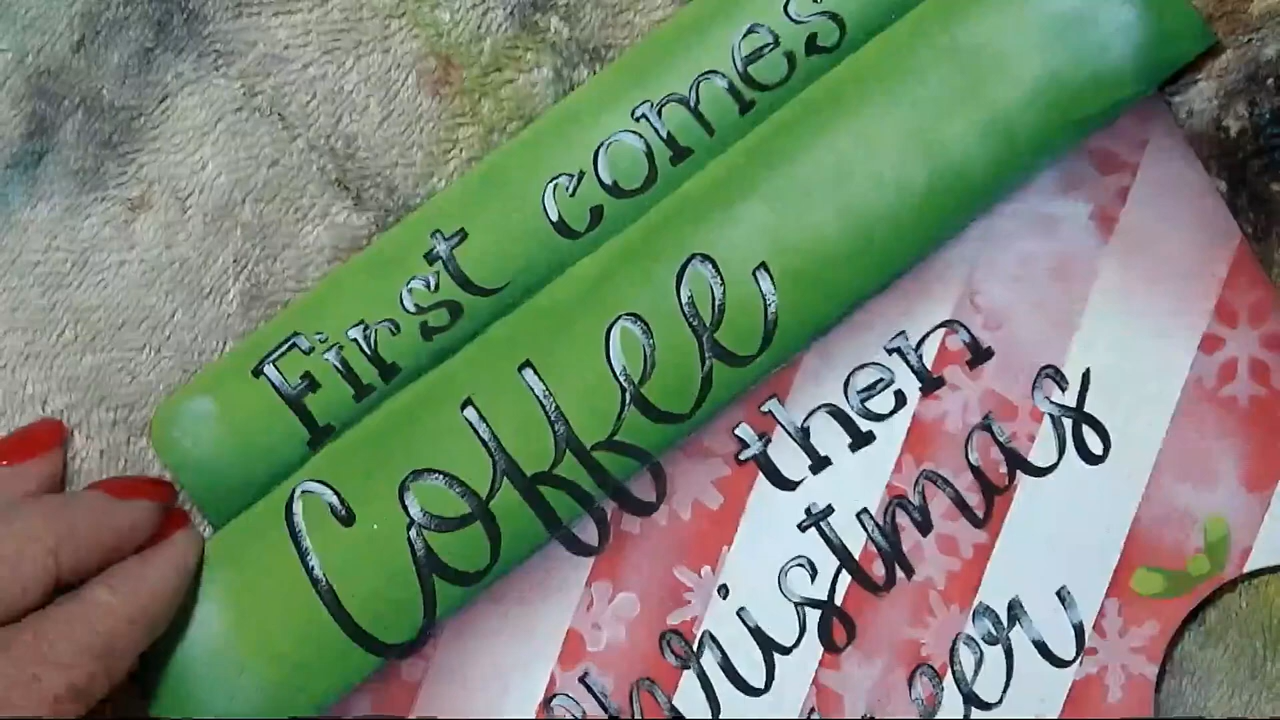 First comes
Coffee
then
Christmas
Cheer